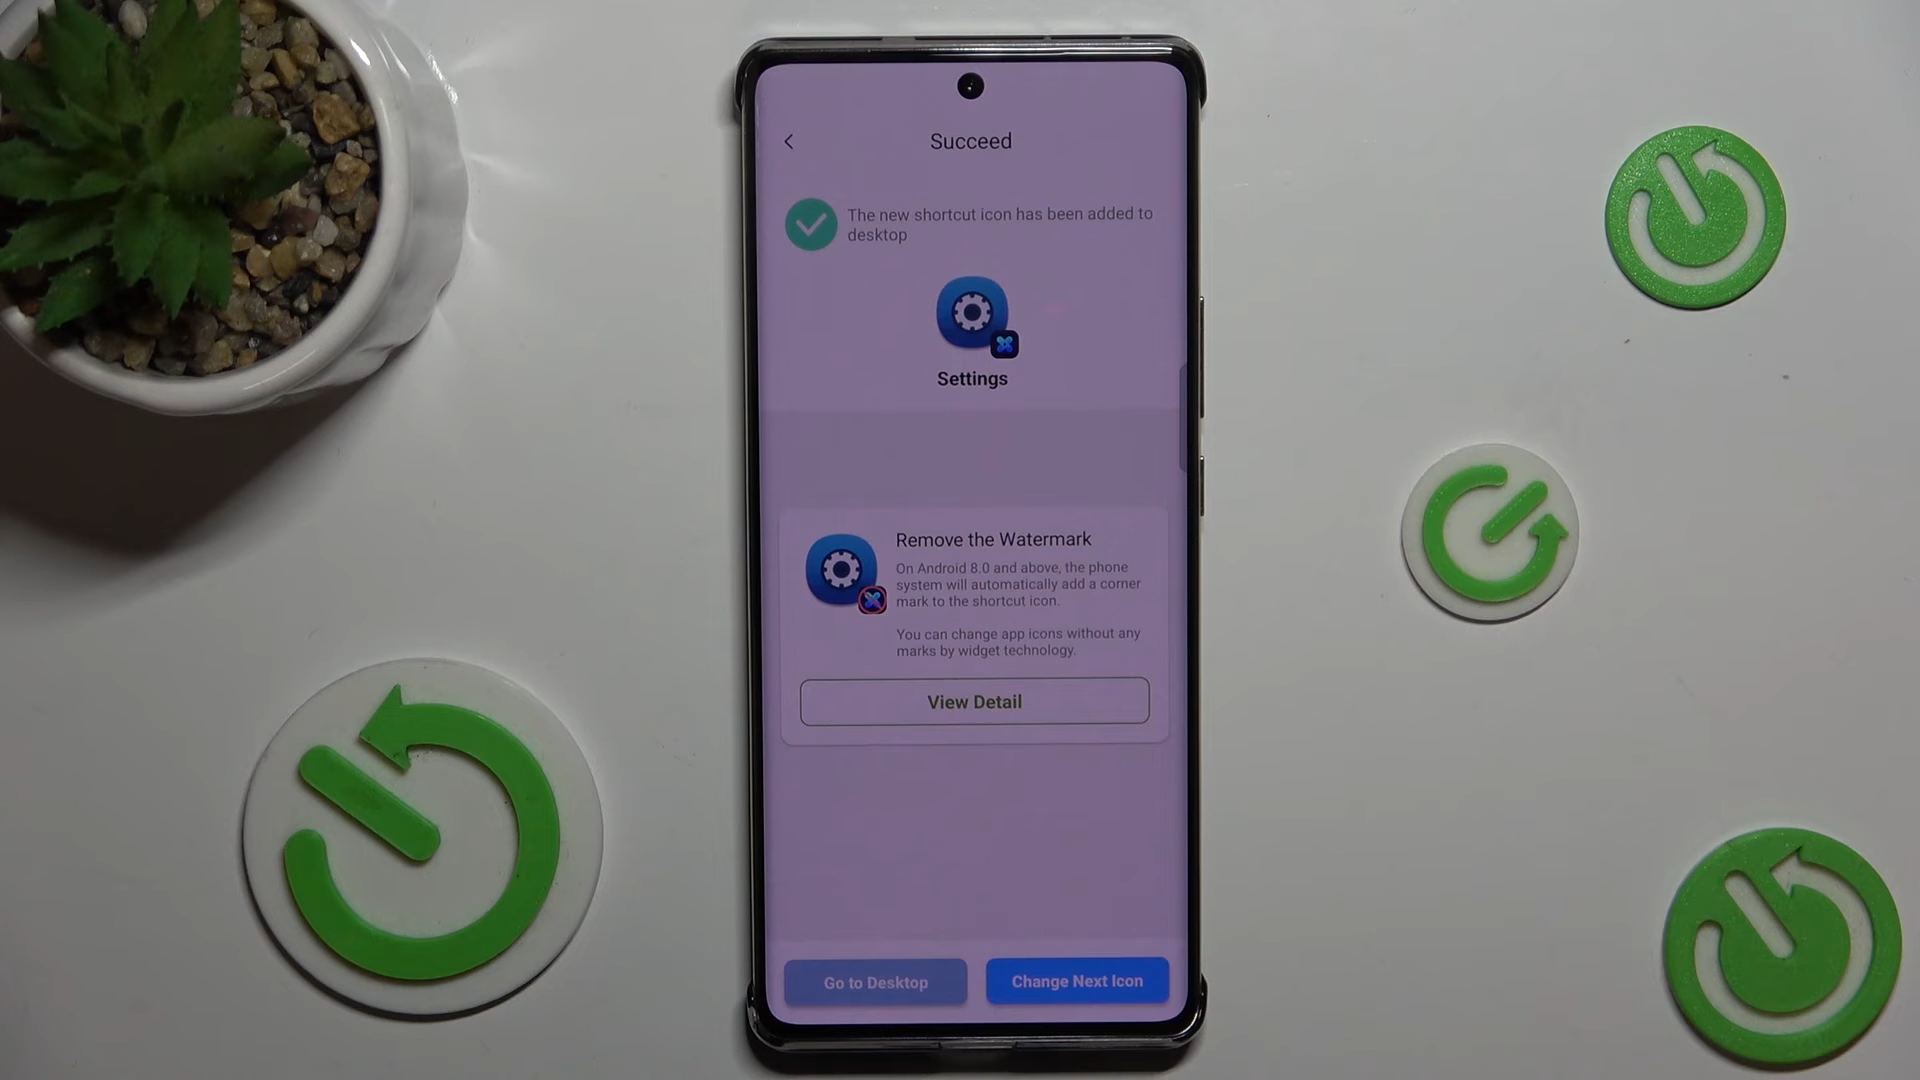 Succeed
The new shortcut icon has been added to
desktop
Settings
Remove the Watermark
On Android 8.0 and above, the phone
system will automatically add a corner
mark to the shortcut icon.
You can change app icons without any
marks by widget technology.
View Detail
Go to Desktop
Change Next Icon